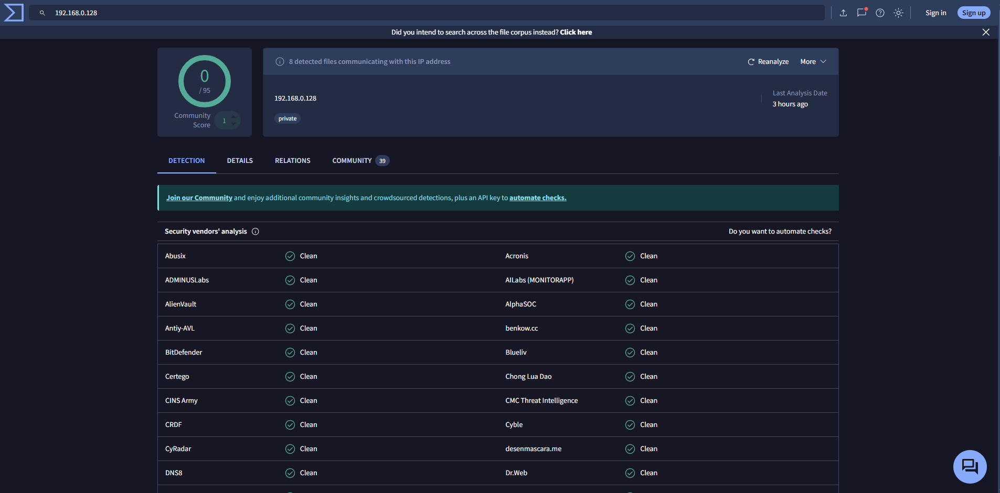 192.168.0.128
Sign in
Sign up
Did you intend to search across the file corpus instead? Click here
0
/ 95
Community
Score
1
8 detected files communicating with this IP address
Reanalyze
More
192.168.0.128
private
Last Analysis Date
3 hours ago
DETECTION
DETAILS
RELATIONS
COMMUNITY 39
Join our Community and enjoy additional community insights and crowdsourced detections, plus an API key to automate checks.
Security vendors' analysis
Do you want to automate checks?
Abusix Clean Acronis Clean
ADMINUSLabs Clean AILabs (MONITORAPP) Clean
AlienVault Clean AlphaSOC Clean
Antiy-AVL Clean benkow.cc Clean
BitDefender Clean Blueliv Clean
Certego Clean Chong Lua Dao Clean
CINS Army Clean CMC Threat Intelligence Clean
CRDF Clean Cyble Clean
CyRadar Clean desenmascara.me Clean
DNS8 Clean Dr.Web Clean